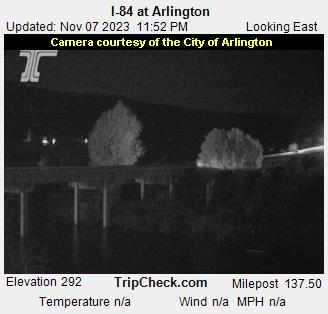 I-84 at Arlington
Updated: Nov 07 2023 11:52 PM Looking East
Camera courtesy of the City of Arlington
Elevation 292 TripCheck.com Milepost 137.50
Temperature n/a Wind n/a MPH n/a